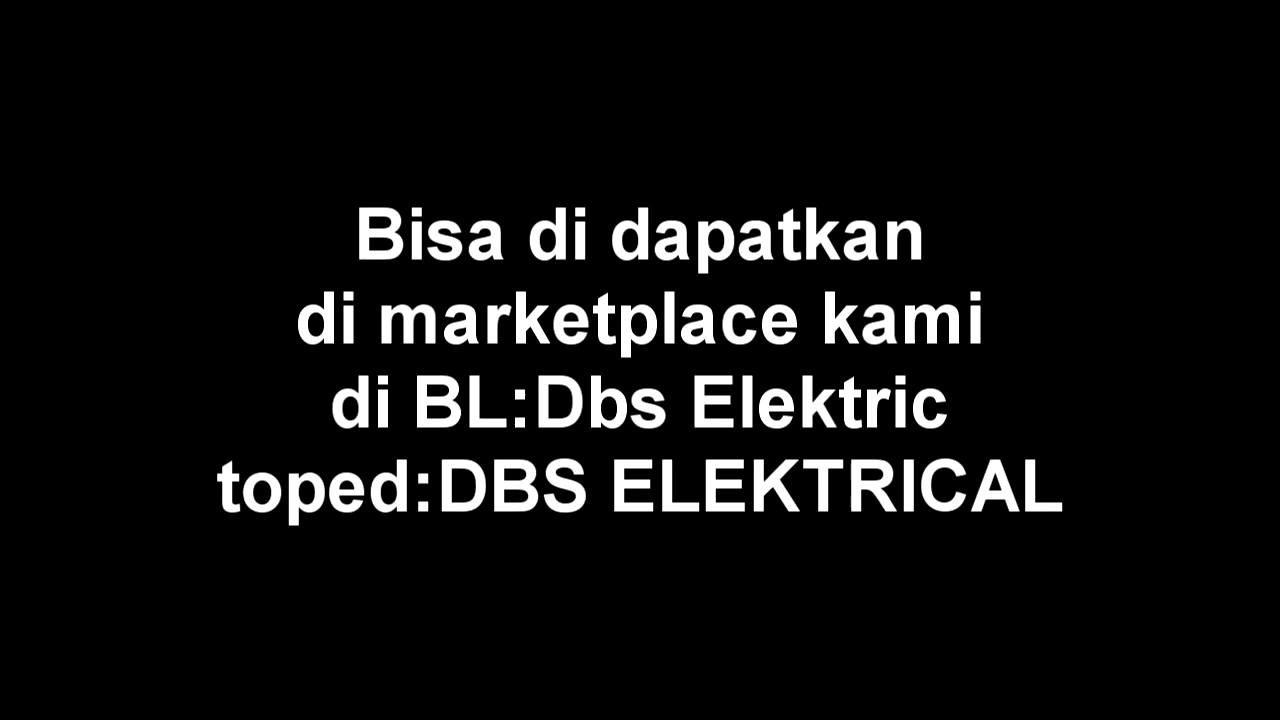 Bisa di dapatkan
di marketplace kami
di BL:Dbs Elektric
toped:DBS ELEKTRICAL